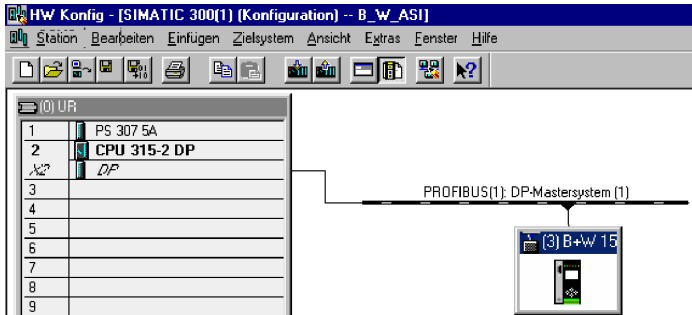 HW Konfig - [SIMATIC 300(1) (Konfiguration) -- B_W_ASI]
Station Bearbeiten Einfügen Zielsystem Ansicht Extras Fenster Hilfe
(0) UR
1 PS 307 5A
2 CPU 315-2 DP
X2 DP
3
4
5
6
7
8
9
PROFIBUS(1): DP-Mastersystem (1)
(3) B+W 15